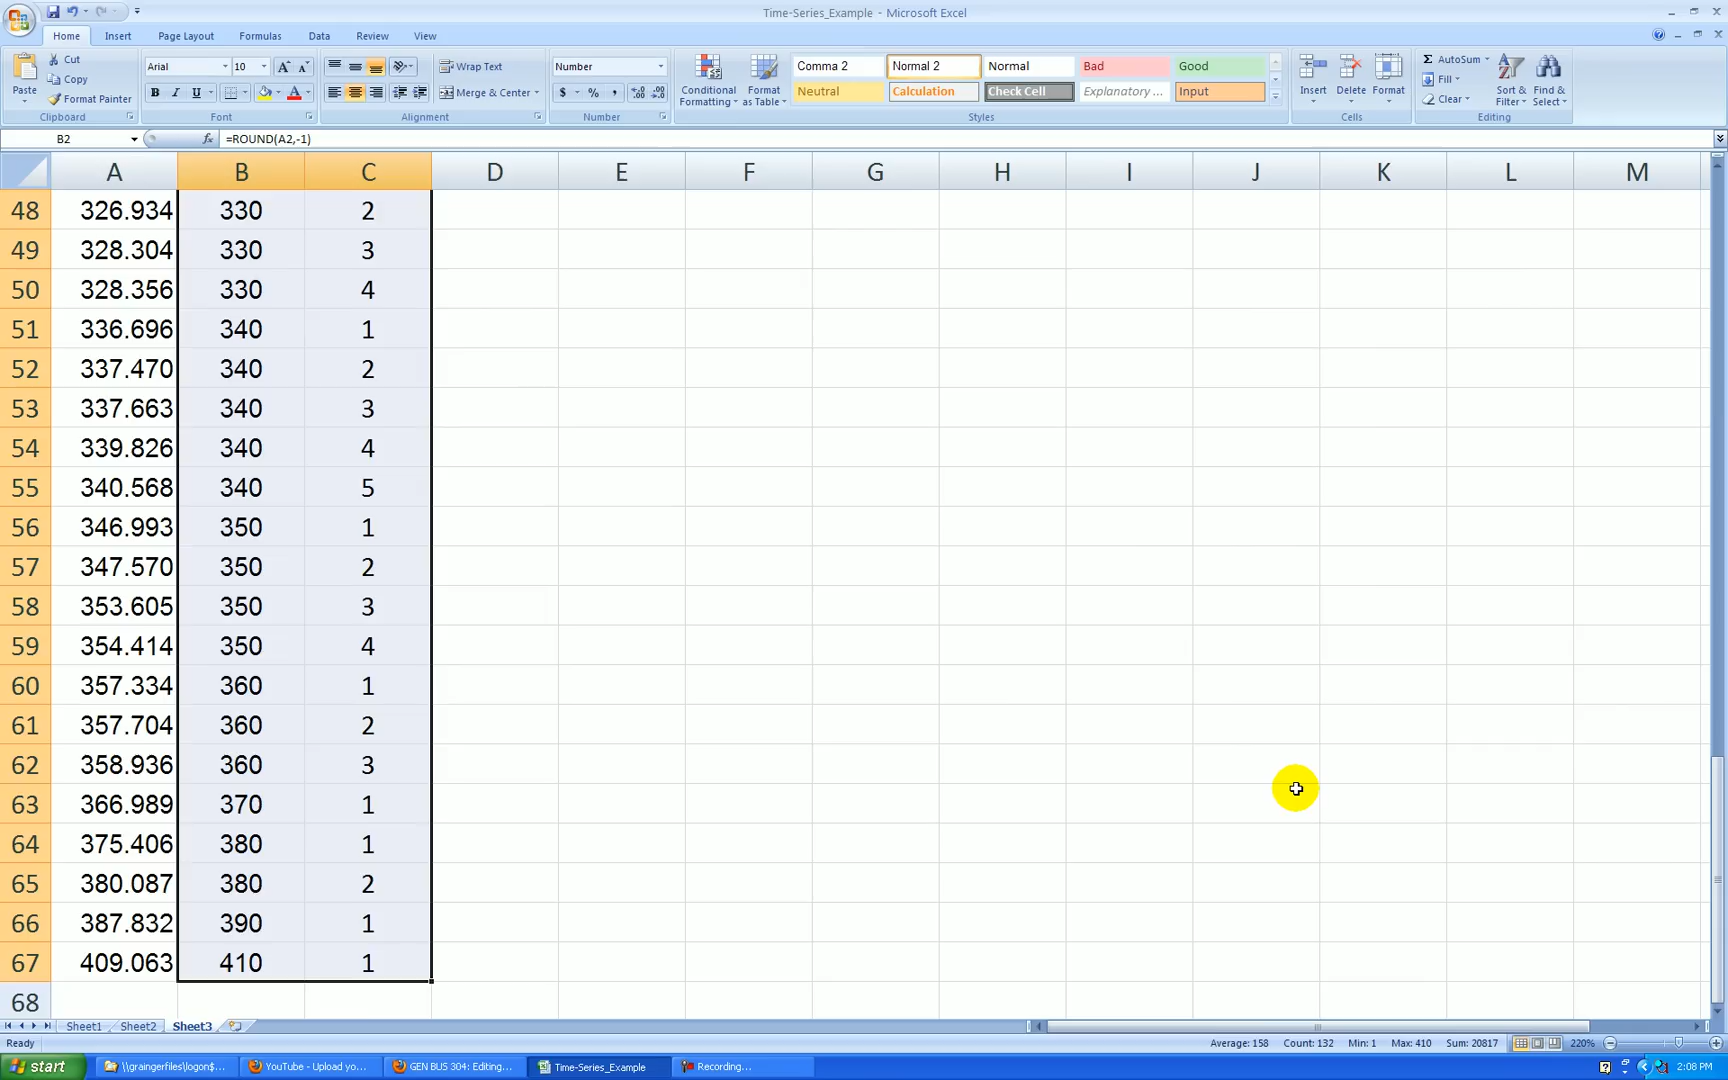 Time-Series_Example - Microsoft Excel
Home Insert Page Layout Formulas Data Review View
Paste
Cut
Copy
Format Painter
Clipboard
Arial 10
B I U
Font
Wrap Text
Merge & Center
Alignment
Number
$ % ,
Number
Conditional Formatting
Format as Table
Comma 2 Normal 2 Normal Bad Good
Neutral Calculation Check Cell Explanatory ... Input
Styles
Insert Delete Format
Cells
AutoSum
Fill
Clear
Sort & Filter
Find & Select
Editing
B2 fx =ROUND(A2,-1)
A B C D E F G H I J K L M
48 326.934 330 2
49 328.304 330 3
50 328.356 330 4
51 336.696 340 1
52 337.470 340 2
53 337.663 340 3
54 339.826 340 4
55 340.568 340 5
56 346.993 350 1
57 347.570 350 2
58 353.605 350 3
59 354.414 350 4
60 357.334 360 1
61 357.704 360 2
62 358.936 360 3
63 366.989 370 1
64 375.406 380 1
65 380.087 380 2
66 387.832 390 1
67 409.063 410 1
68
Sheet1 Sheet2 Sheet3
Ready Average: 158 Count: 132 Min: 1 Max: 410 Sum: 20817 220%
start \\graingerfiles\logon$... YouTube - Upload yo... GEN BUS 304: Editing... Time-Series_Example Recording... 2:08 PM